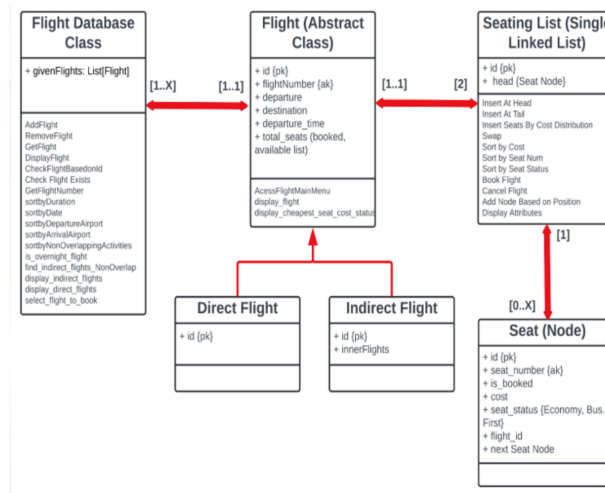 Flight Database
Class
+ givenFlights: List[Flight]
AddFlight
RemoveFlight
GetFlight
DisplayFlight
CheckFlightBasedonId
Check Flight Exists
GetFlightNumber
sortbyDuration
sortbyDate
sortbyDepartureAirport
sortbyArrivalAirport
sortbyNonOverlappingActivities
is_overnight_flight
find_indirect_flights_NonOverlap
display_indirect_flights
display_direct_flights
select_flight_to_book
[1..X]
[1..1]
Flight (Abstract
Class)
+ id {pk}
+ flightNumber {ak}
+ departure
+ destination
+ departure_time
+ total_seats (booked,
available list)
AcessFlightMainMenu
display_flight
display_cheapest_seat_cost_status
[1..1]
[2]
Seating List (Single
Linked List)
+ id {pk}
+ head {Seat Node}
Insert At Head
Insert At Tail
Insert Seats By Cost Distribution
Swap
Sort by Cost
Sort by Seat Num
Sort by Seat Status
Book Flight
Cancel Flight
Add Node Based on Position
Display Attributes
[1]
[0..X]
Direct Flight
+ id {pk}
Indirect Flight
+ id {pk}
+ innerFlights
Seat (Node)
+ id {pk}
+ seat_number {ak}
+ is_booked
+ cost
+ seat_status {Economy, Bus.
First}
+ flight_id
+ next Seat Node